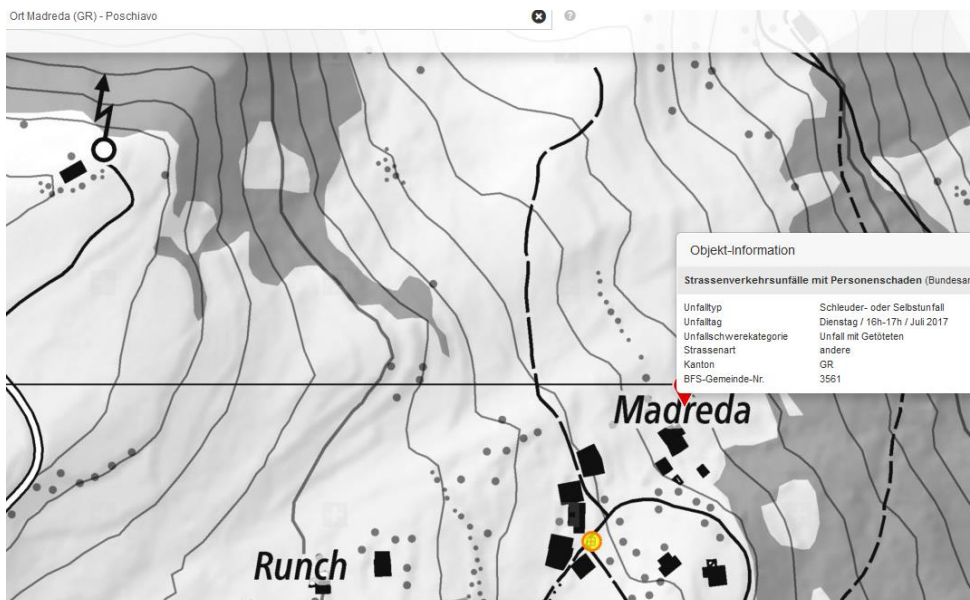 Ort Madreda (GR) - Poschiavo
Objekt-Information
Strassenverkehrsunfälle mit Personenschaden (Bundesam
Unfalltyp Schleuder- oder Selbstunfall
Unfalltag Dienstag / 16h-17h / Juli 2017
Unfallschwerekategorie Unfall mit Getöteten
Strassenart andere
Kanton GR
BFS-Gemeinde-Nr. 3561
Madreda
Runch